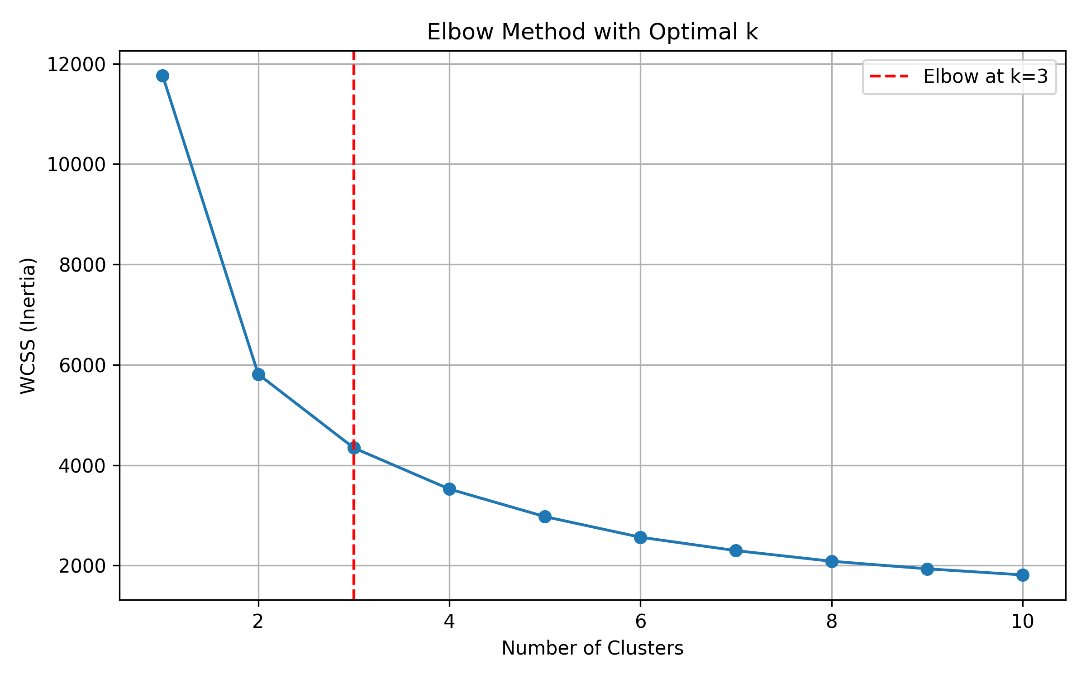 Elbow Method with Optimal k
Elbow at k=3
12000
10000
8000
6000
4000
2000
WCSS (Inertia)
2 4 6 8 10
Number of Clusters